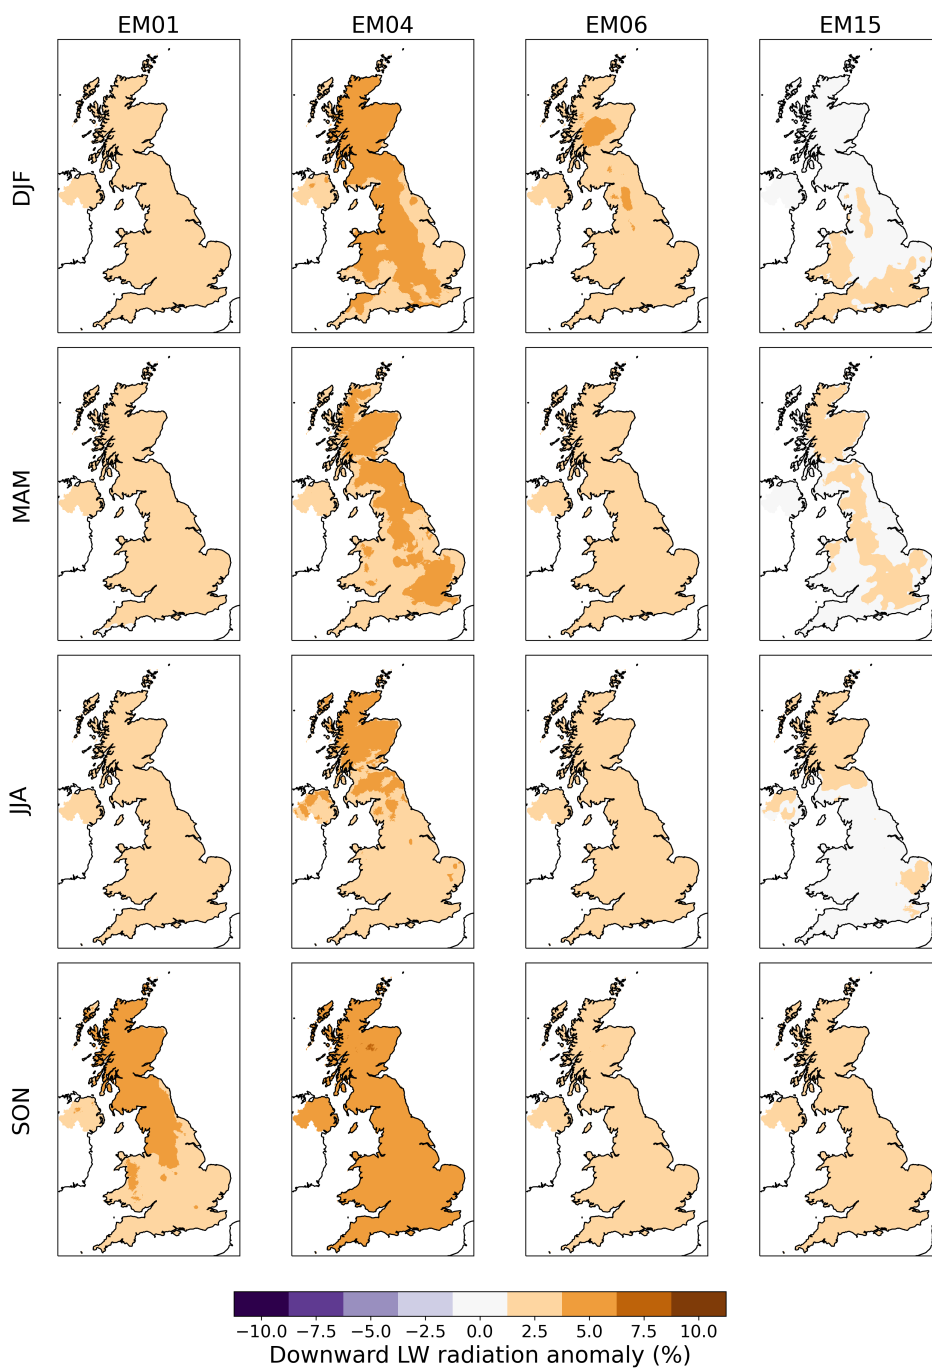 EM01 EM04 EM06 EM15
DJF
MAM
JJA
SON
−10.0 −7.5 −5.0 −2.5 0.0 2.5 5.0 7.5 10.0
Downward LW radiation anomaly (%)